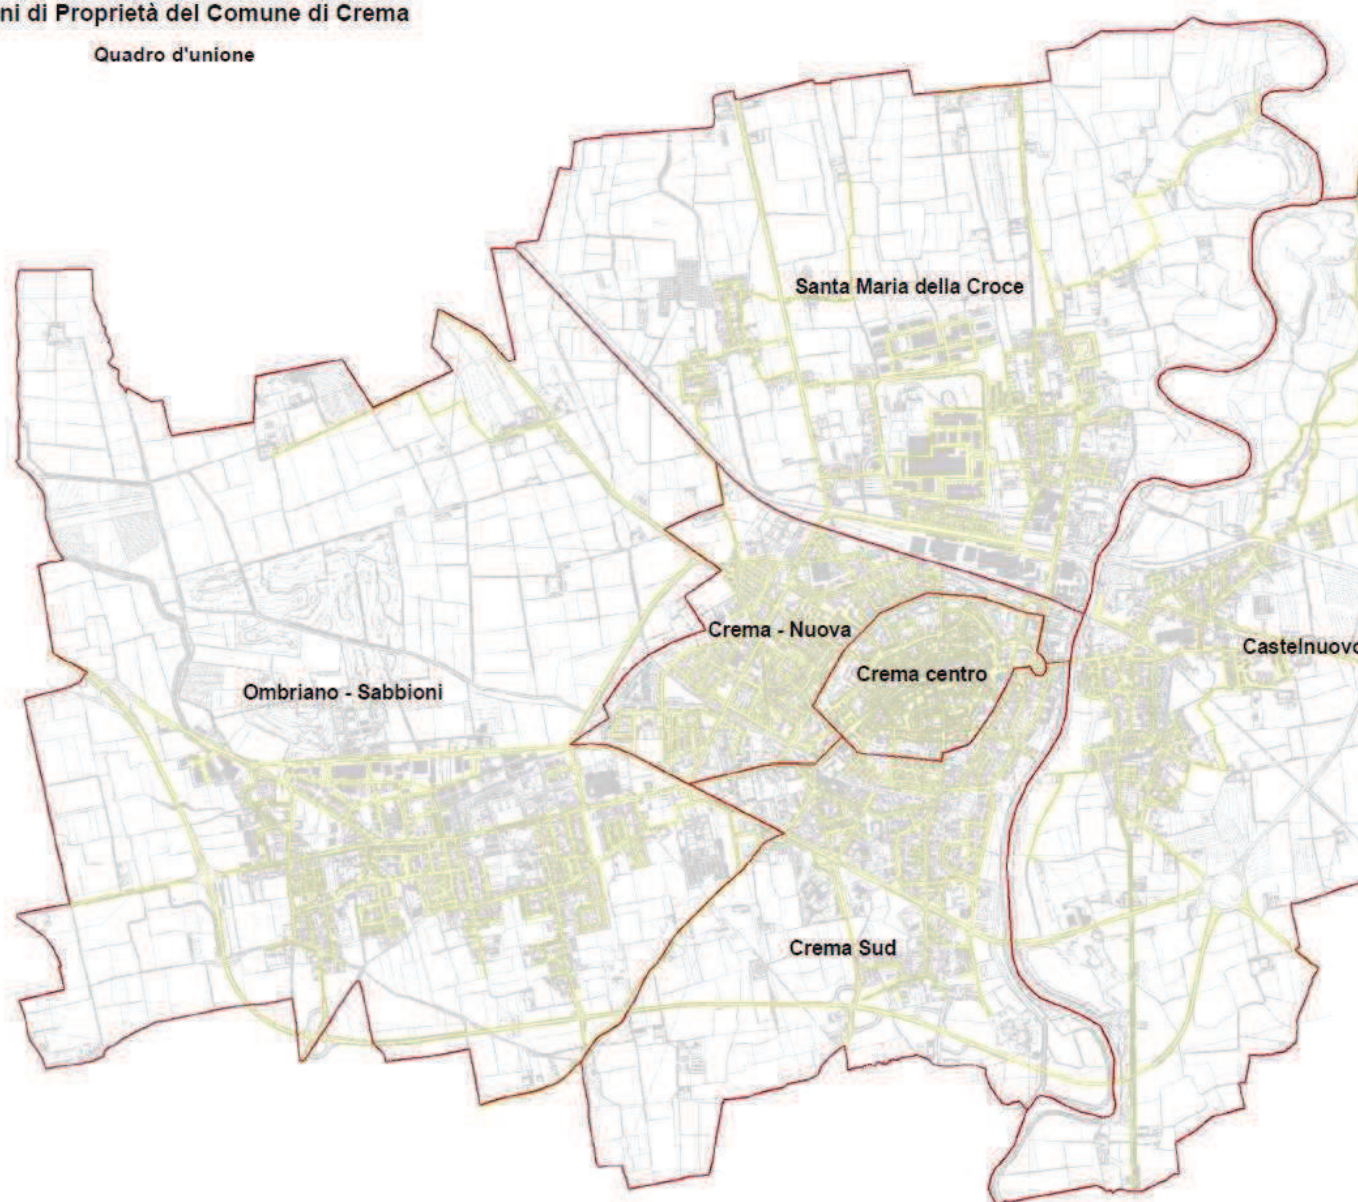 ni di Proprietà del Comune di Crema
Quadro d'unione
Santa Maria della Croce
Crema - Nuova
Castelnuovo
Crema centro
Ombriano - Sabbioni
Crema Sud